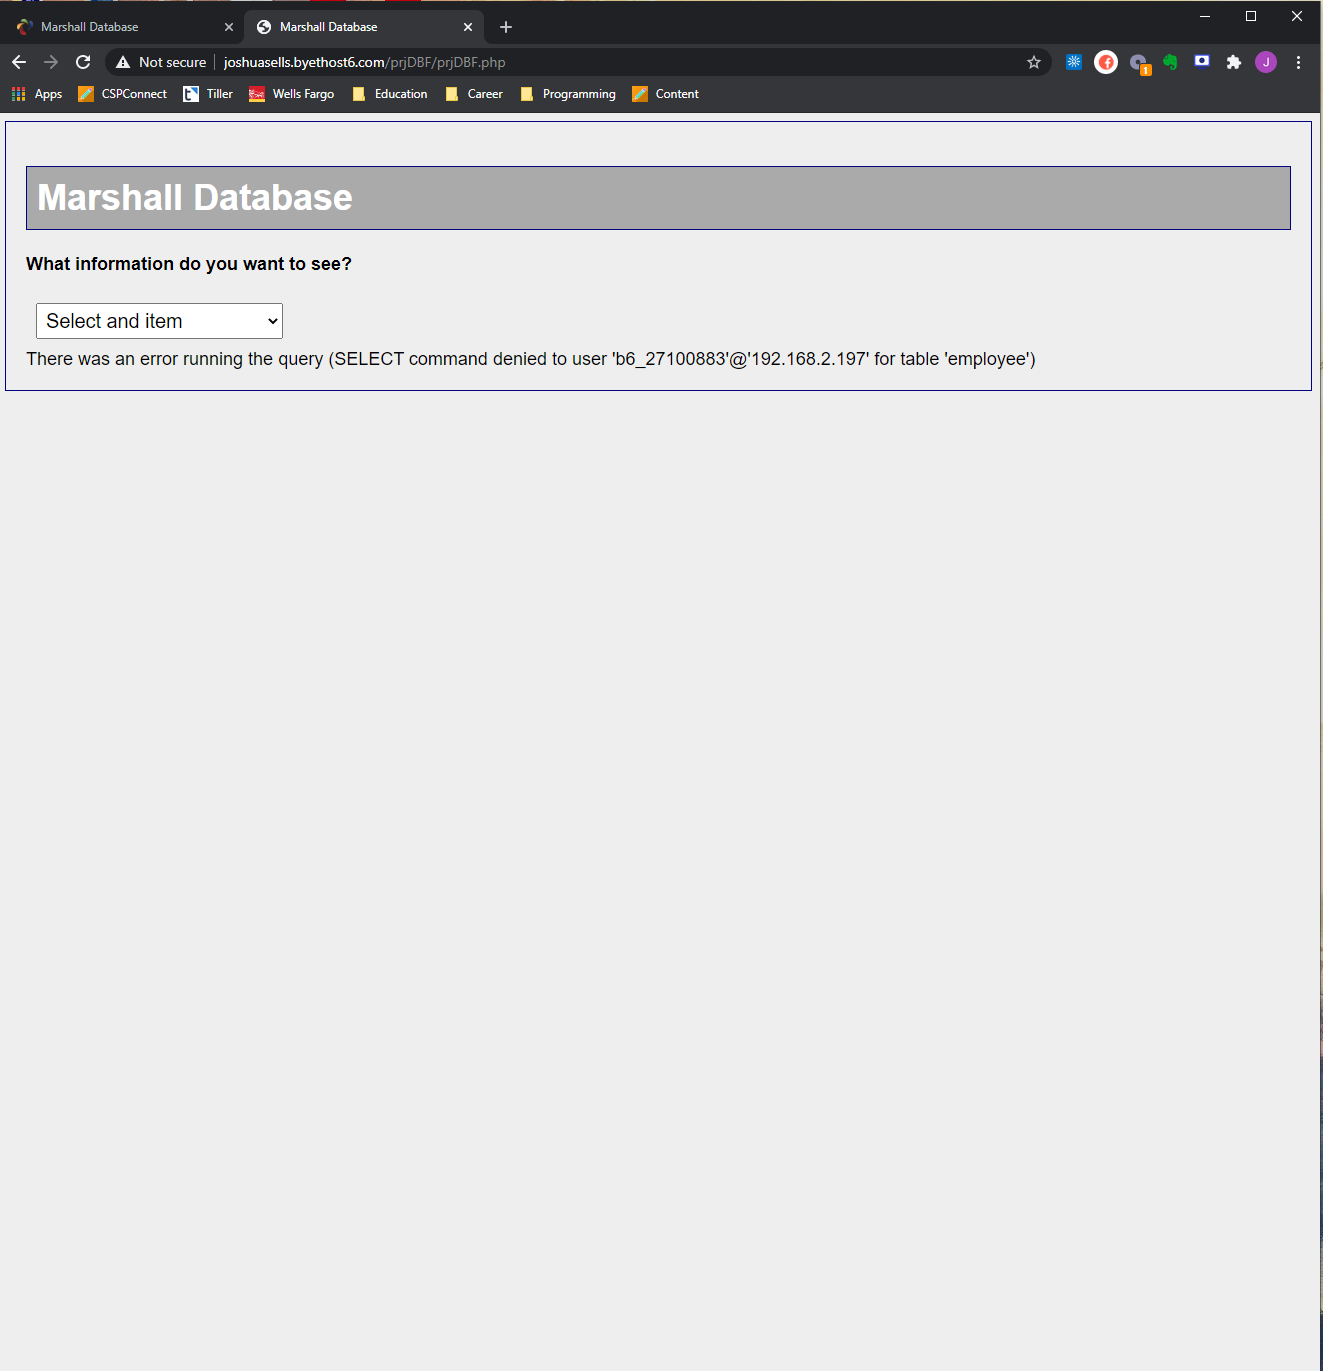 Marshall Database
Marshall Database
Not secure joshuasells.byethost6.com/prjDBF/prjDBF.php
1
J
Apps CSPConnect Tiller Wells Fargo Education Career Programming Content
Marshall Database
What information do you want to see?
Select and item
There was an error running the query (SELECT command denied to user 'b6_27100883'@'192.168.2.197' for table 'employee')